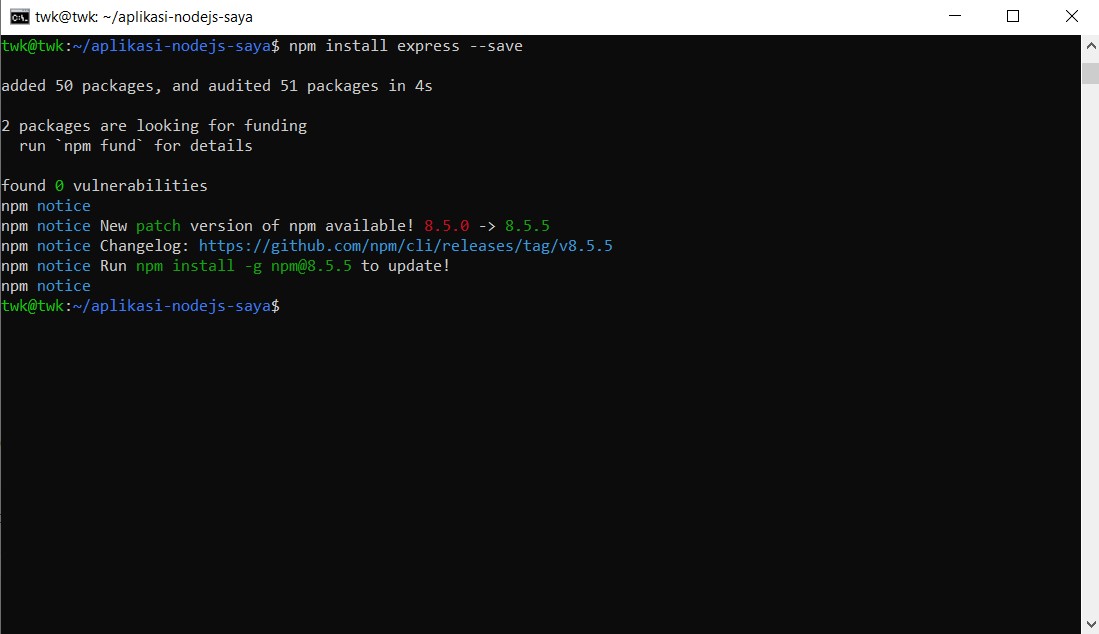 twk@twk: ~/aplikasi-nodejs-saya
twk@twk:~/aplikasi-nodejs-saya$ npm install express --save
added 50 packages, and audited 51 packages in 4s
2 packages are looking for funding
run `npm fund` for details
found 0 vulnerabilities
npm notice
npm notice New patch version of npm available! 8.5.0 -> 8.5.5
npm notice Changelog: https://github.com/npm/cli/releases/tag/v8.5.5
npm notice Run npm install -g npm@8.5.5 to update!
npm notice
twk@twk:~/aplikasi-nodejs-saya$